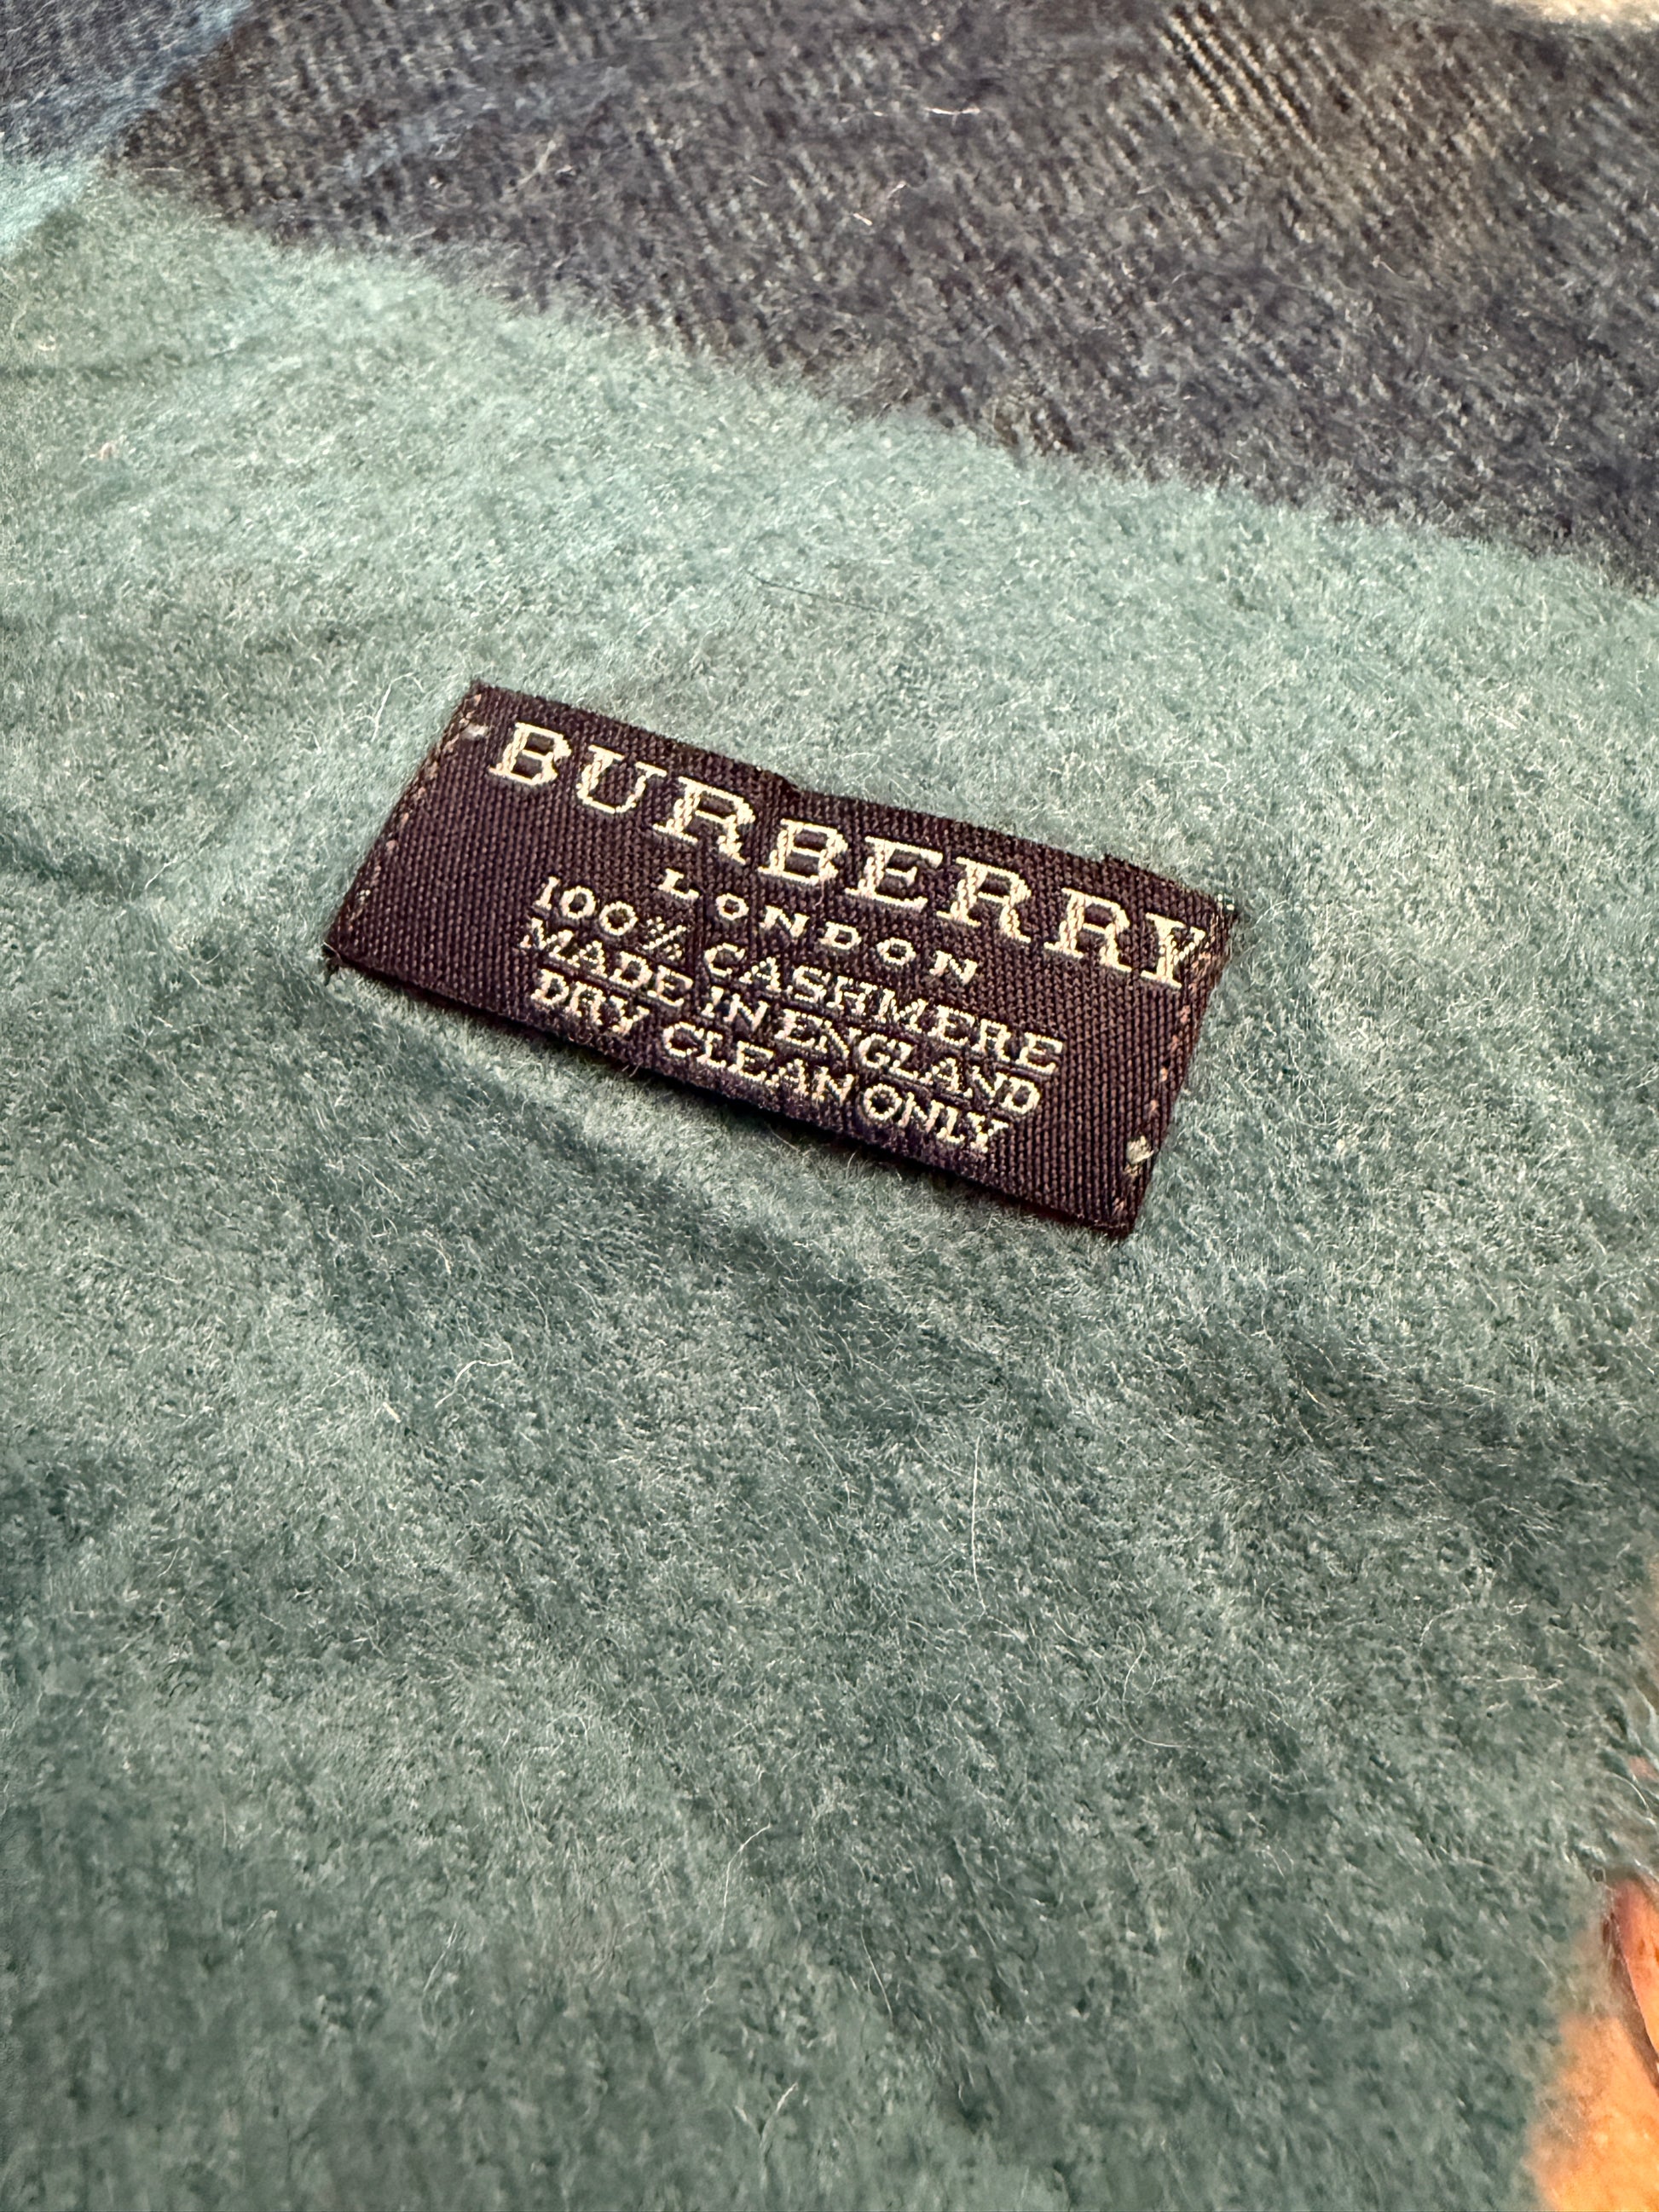 BURBERRY
LONDON
100% CASHMERE
MADE IN ENGLAND
DRY CLEAN ONLY